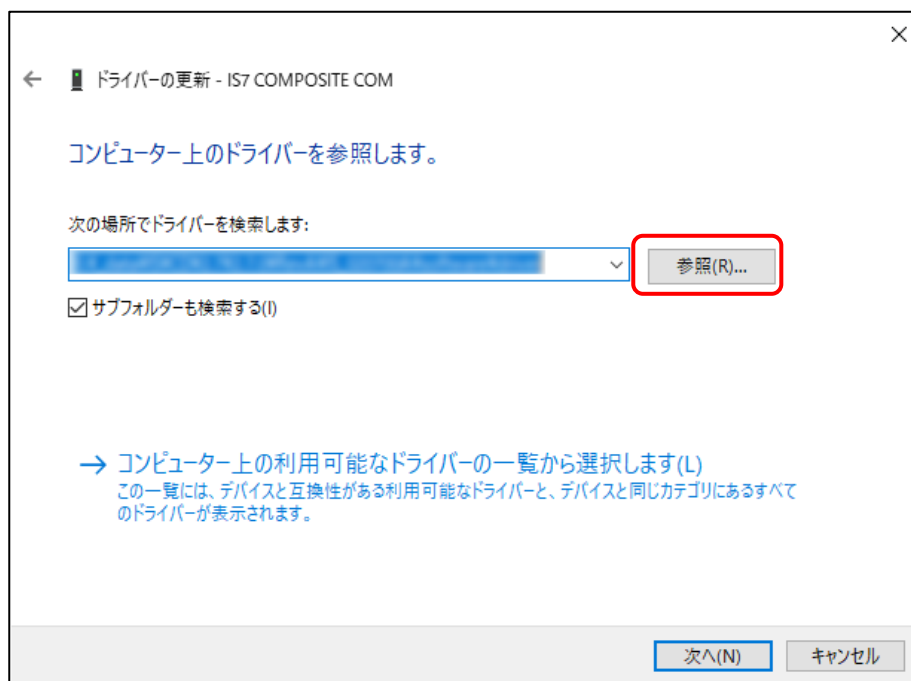 ドライバーの更新 - IS7 COMPOSITE COM
コンピューター上のドライバーを参照します。
次の場所でドライバーを検索します:
参照(R)...
サブフォルダーも検索する(I)
コンピューター上の利用可能なドライバーの一覧から選択します(L)
この一覧には、デバイスと互換性がある利用可能なドライバーと、デバイスと同じカテゴリにあるすべて
のドライバーが表示されます。
次へ(N)
キャンセル